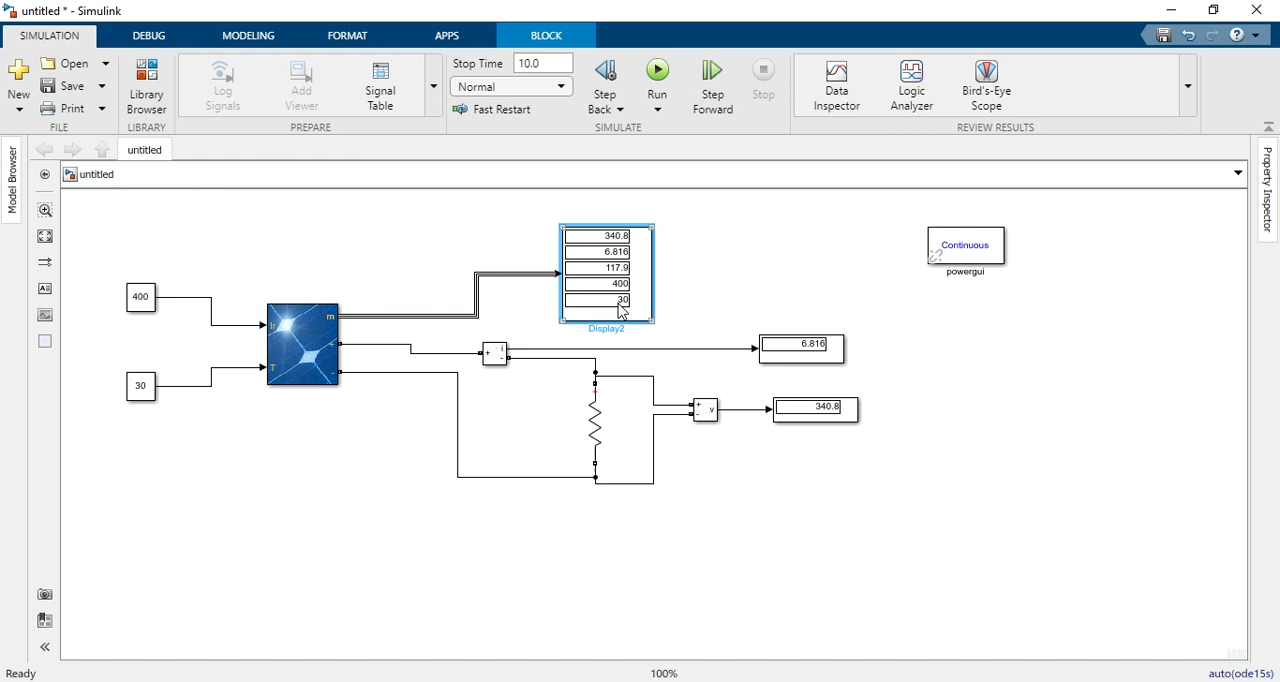 untitled * - Simulink
SIMULATION DEBUG MODELING FORMAT APPS BLOCK
?
New
Open
Save
Print
FILE
Library
Browser
LIBRARY
Log
Signals
Add
Viewer
Signal
Table
PREPARE
Stop Time 10.0
Normal
Fast Restart
Step
Back
Run
Step
Forward
Stop
SIMULATE
Data
Inspector
Logic
Analyzer
Bird's-Eye
Scope
REVIEW RESULTS
Model Browser
untitled
Property Inspector
untitled
340.8
6.816
117.9
400
30
Display2
Continuous
powergui
400
Ir
m
+
-
T
30
+
i
-
6.816
+
+
-
v
340.8
Ready
100%
auto(ode15s)